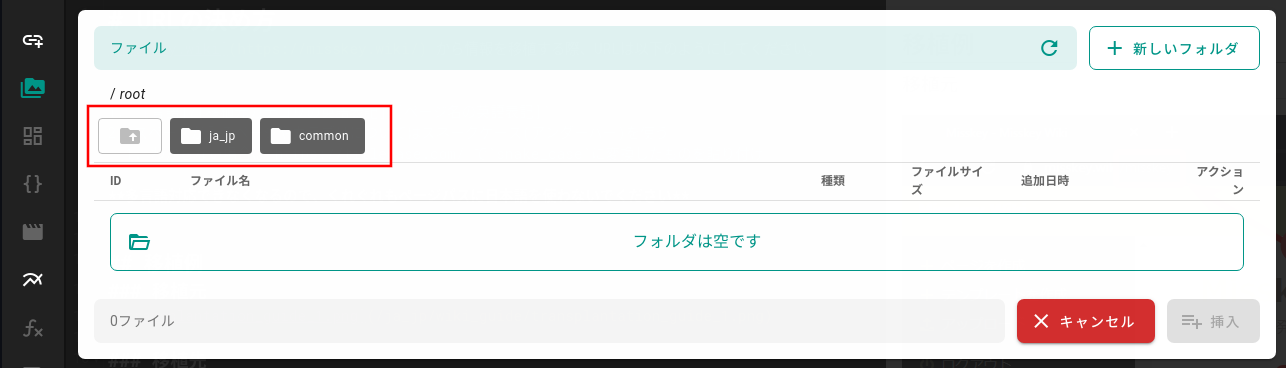 ファイル
新しいフォルダ
/ root
ja_jp
common
ID
ファイル名
種類
ファイルサイ
ズ
追加日時
アクショ
ン
フォルダは空です
0ファイル
キャンセル
挿入